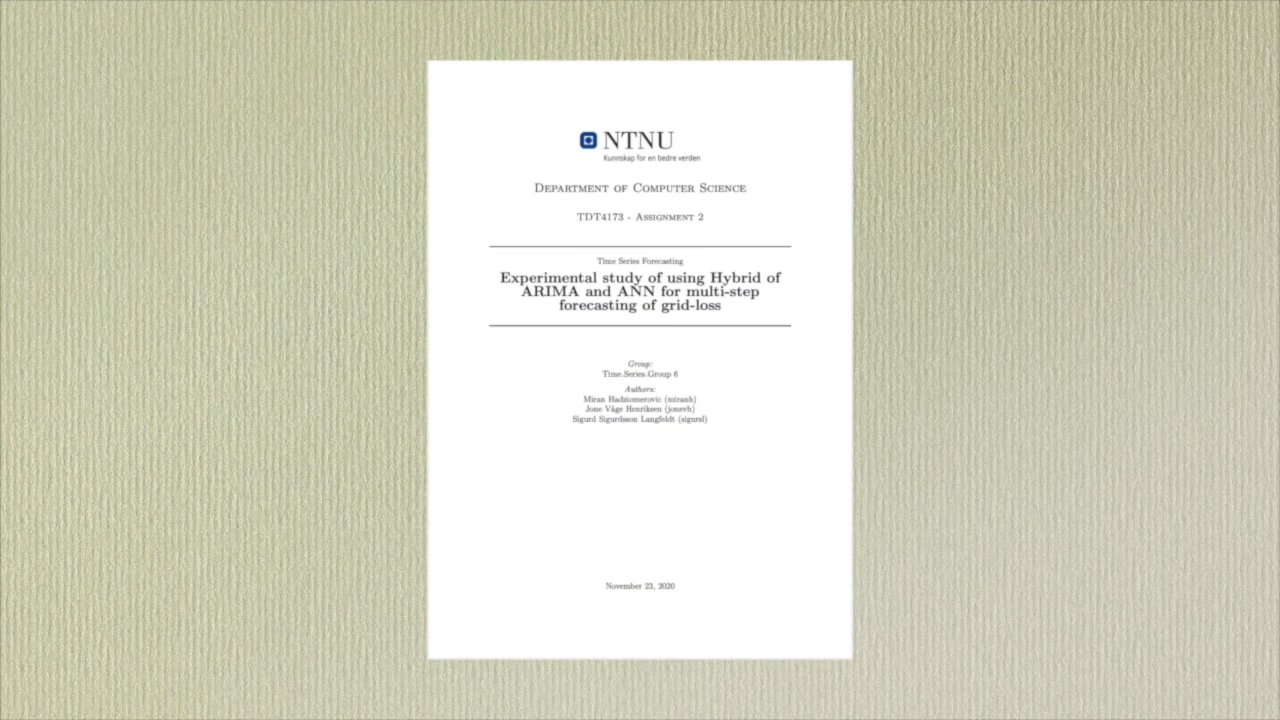 NTNU
Kunnskap for en bedre verden
Department of Computer Science
TDT4173 - Assignment 2
Time Series Forecasting
Experimental study of using Hybrid of
ARIMA and ANN for multi-step
forecasting of grid-loss
Group:
Time Series Group 6
Authors:
Miran Hadziomerovic (miranh)
Jone Våge Henriksen (jonevh)
Sigurd Sigurdsson Langfeldt (sigursl)
November 23, 2020